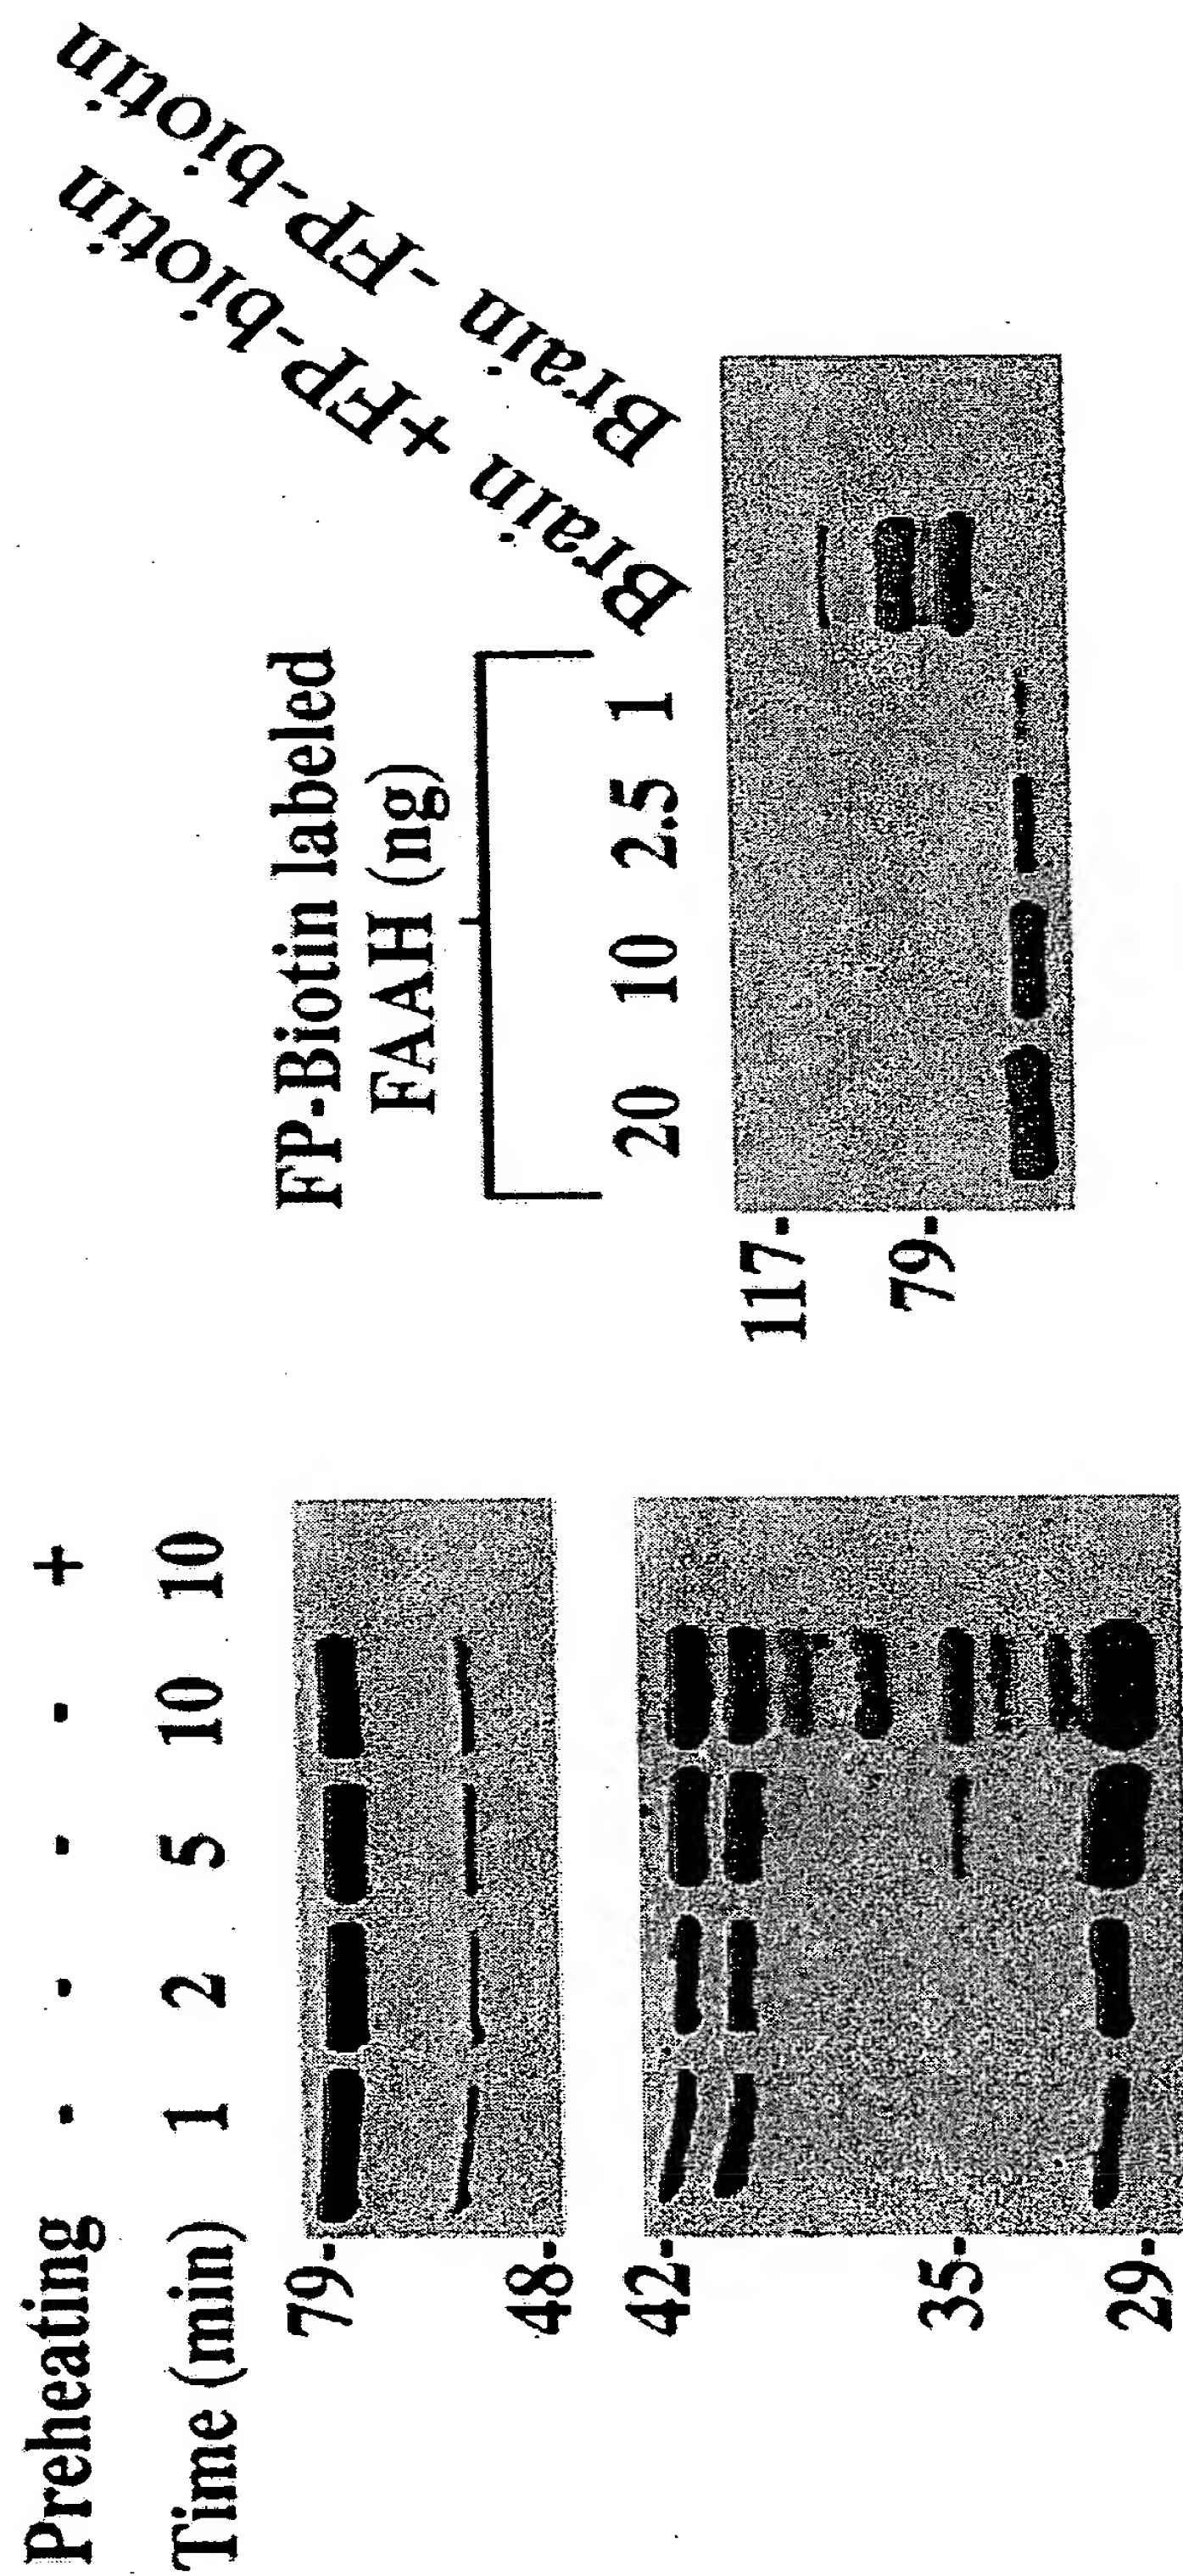 Preheating - - - - +
Time (min) 1 2 5 10 10
79-
48-
42-
35-
29-
FP-Biotin labeled
FAAH (ng)
20 10 2.5 1
Brain +FP-biotin
Brain -FP-biotin
117-
79-